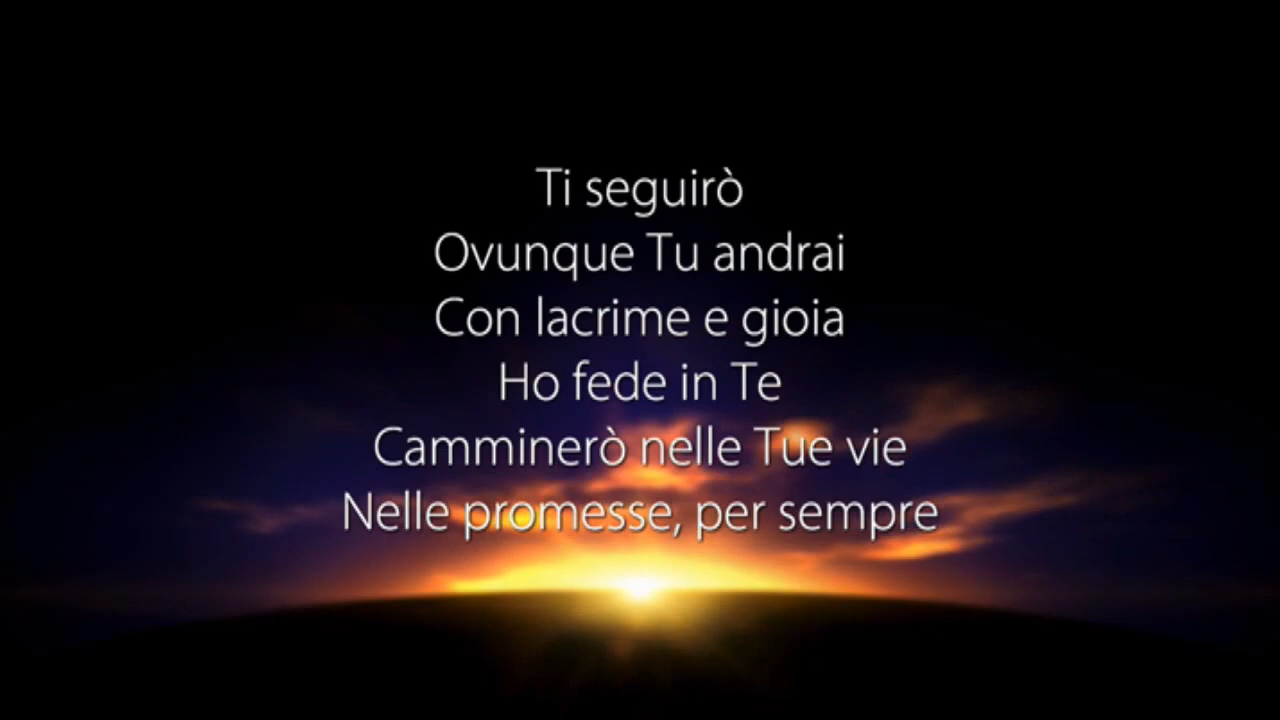 Ti seguirò
Ovunque Tu andrai
Con lacrime e gioia
Ho fede in Te
Camminerò nelle Tue vie
Nelle promesse, per sempre